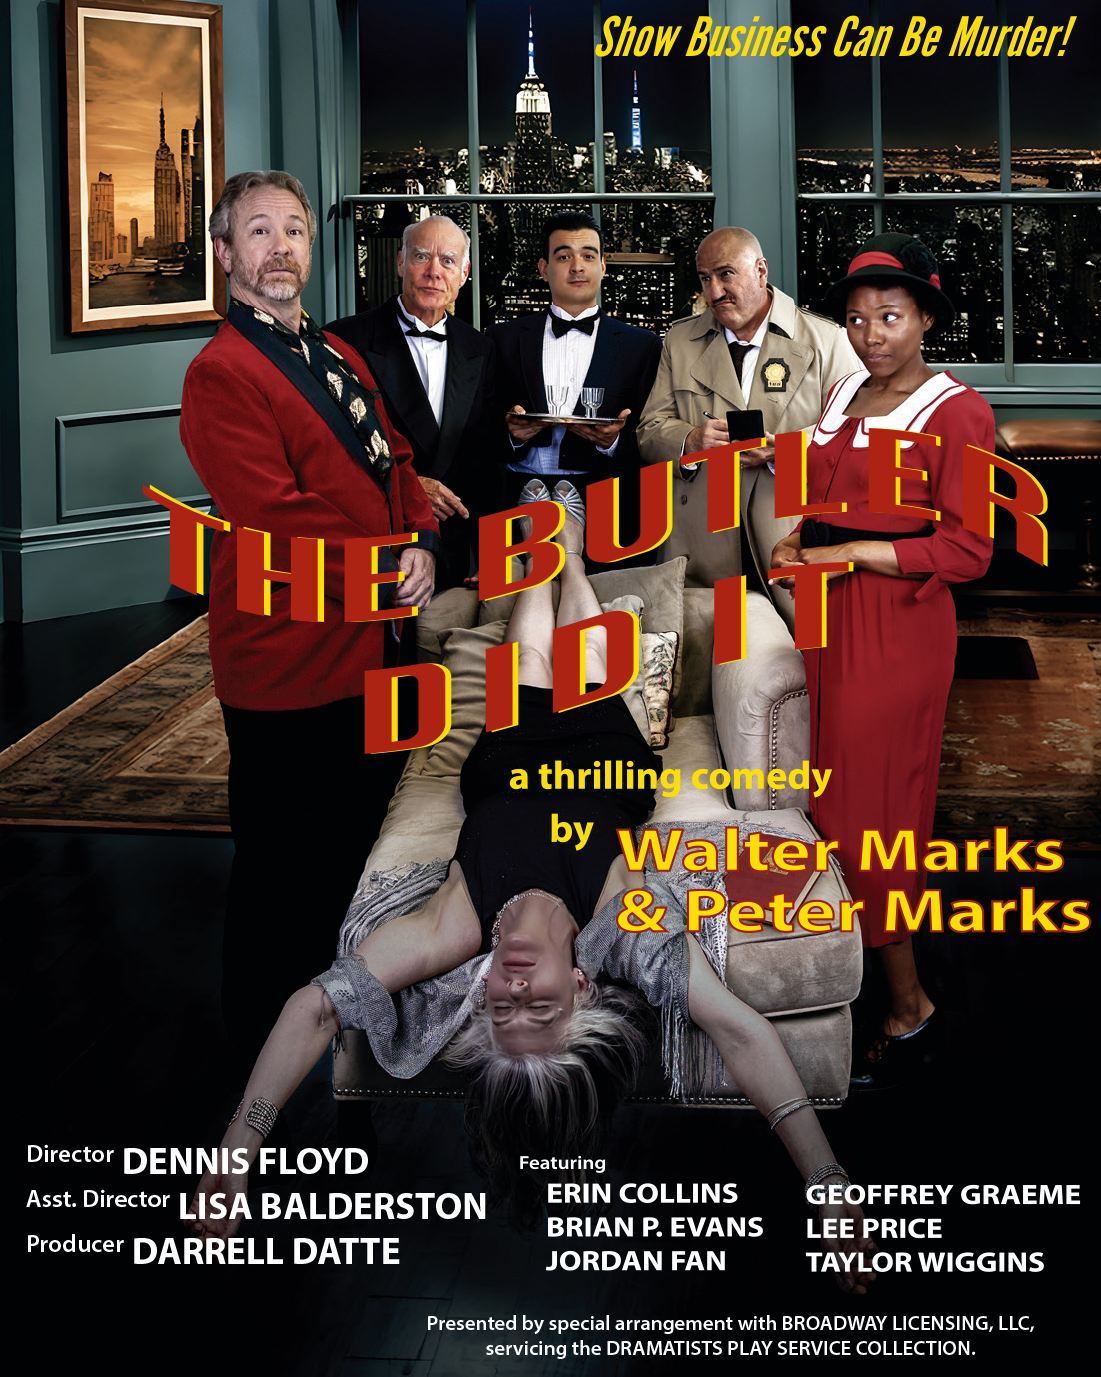 Show Business Can Be Murder!
THE BUTLER
DID IT
a thrilling comedy
by
Walter Marks
& Peter Marks
Director DENNIS FLOYD
Asst. Director LISA BALDERSTON
Producer DARRELL DATTE
Featuring
ERIN COLLINS
BRIAN P. EVANS
JORDAN FAN
GEOFFREY GRAEME
LEE PRICE
TAYLOR WIGGINS
Presented by special arrangement with BROADWAY LICENSING, LLC,
servicing the DRAMATISTS PLAY SERVICE COLLECTION.